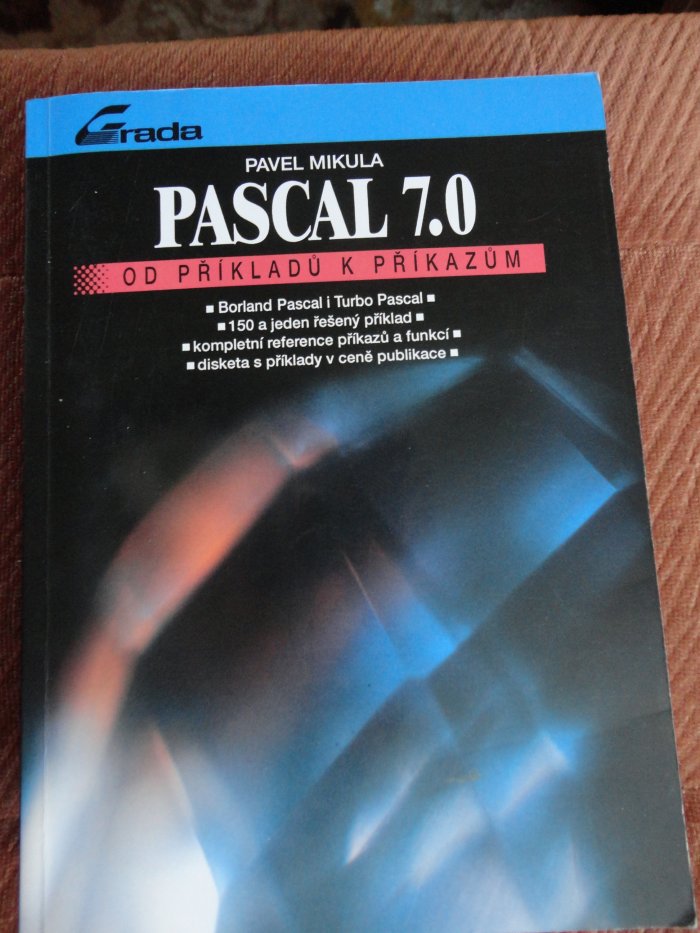 Grada
PAVEL MIKULA
PASCAL 7.0
OD PŘÍKLADŮ K PŘÍKAZŮM
■ Borland Pascal i Turbo Pascal ■
■ 150 a jeden řešený příklad ■
■ kompletní reference příkazů a funkcí ■
■ disketa s příklady v ceně publikace ■